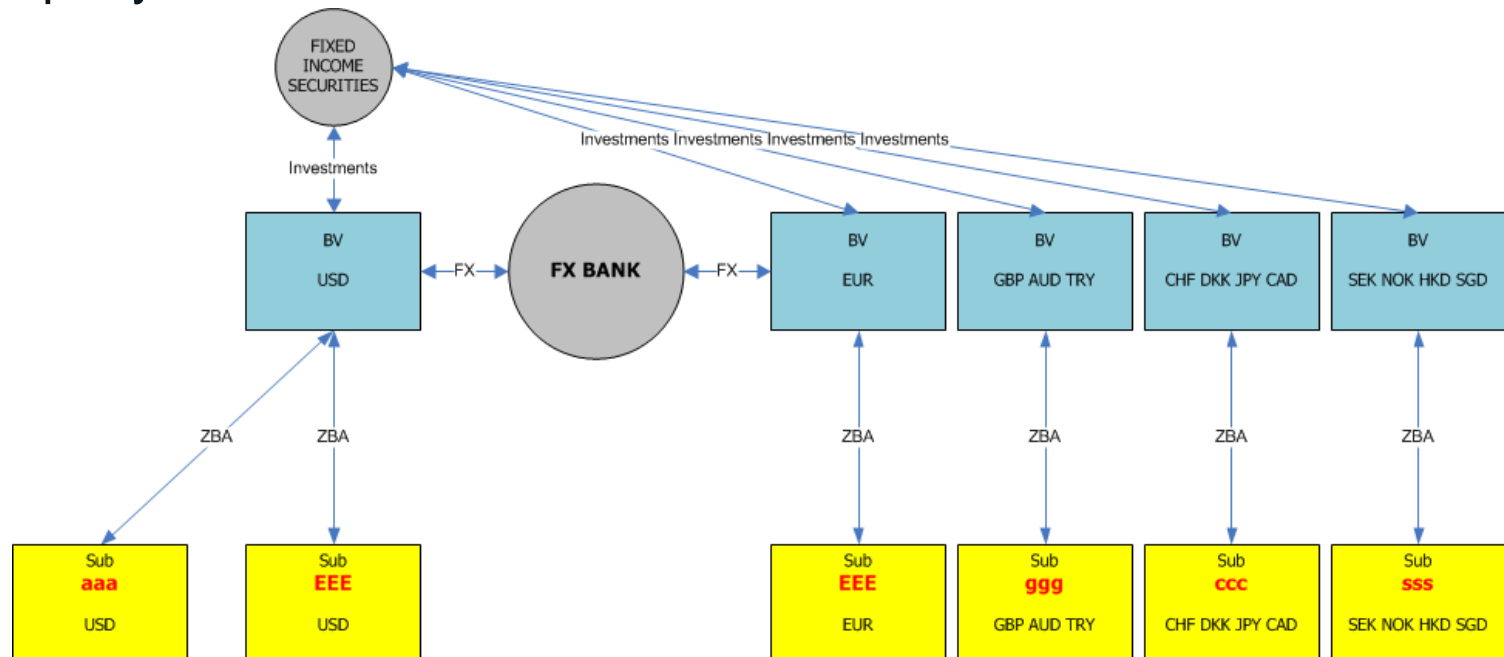 FIXED
INCOME
SECURITIES
Investments Investments Investments Investments
Investments
BV
USD
FX
FX BANK
FX
BV
EUR
BV
GBP AUD TRY
BV
CHF DKK JPY CAD
BV
SEK NOK HKD SGD
ZBA
ZBA
ZBA
ZBA
ZBA
ZBA
Sub
aaa
USD
Sub
EEE
USD
Sub
EEE
EUR
Sub
ggg
GBP AUD TRY
Sub
ccc
CHF DKK JPY CAD
Sub
sss
SEK NOK HKD SGD